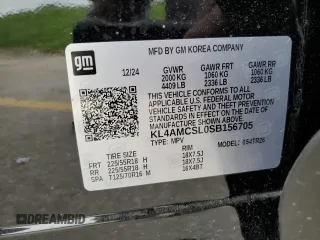 gm
MFD BY GM KOREA COMPANY
12/24
GVWR GAWR FRT GAWR RR
2000 KG 1060 KG 1060 KG
4409 LB 2336 LB 2336 LB
THIS VEHICLE CONFORMS TO ALL
APPLICABLE U.S. FEDERAL MOTOR
VEHICLE SAFETY, BUMPER, AND THEFT
PREVENTION STANDARDS IN EFFECT
ON THE DATE OF MANUFACTURE
SHOWN ABOVE.
KL4AMCSL0SB156705
TYPE: MPV MODEL:
RIM
FRT 225/55R18 H 18X7.5J
RR 225/55R18 H 18X7.5J
SPA T125/70R16 M 16X4BT
DREAMBID